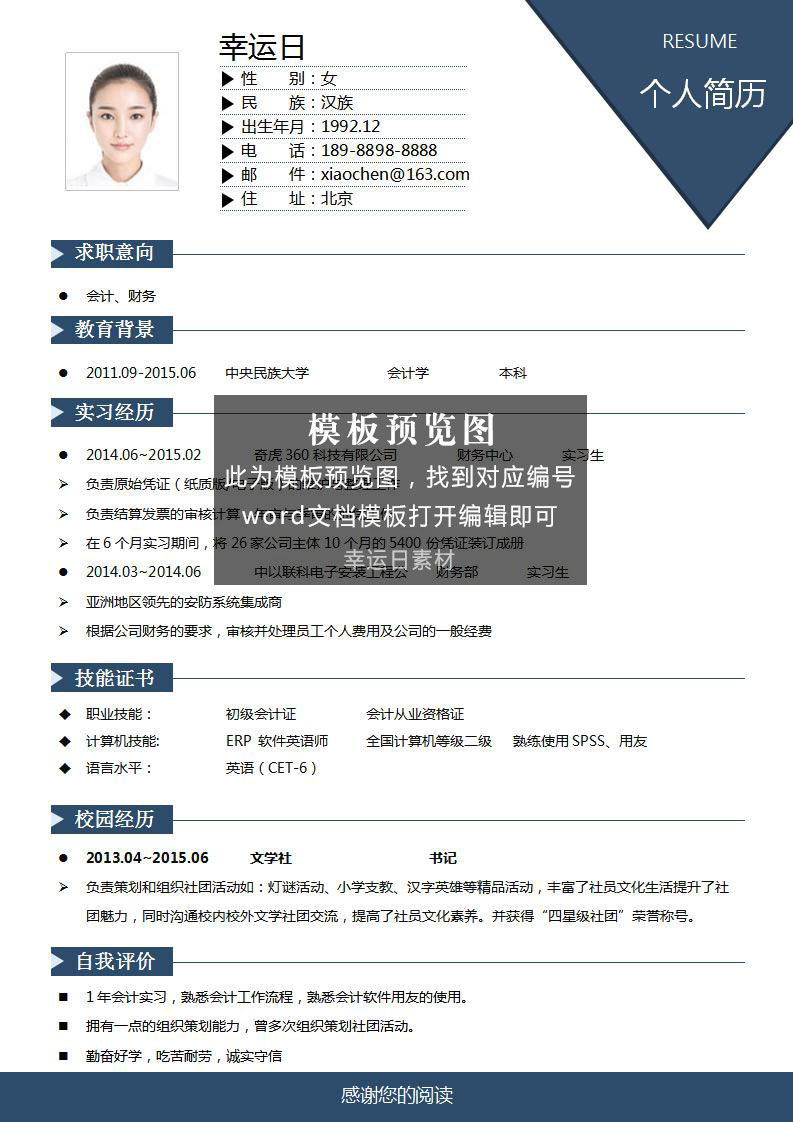 RESUME
个人简历
幸运日
性 别：女
民 族：汉族
出生年月：1992.12
电 话：189-8898-8888
邮 件：xiaochen@163.com
住 址：北京
求职意向
会计、财务
教育背景
2011.09-2015.06 中央民族大学 会计学 本科
实习经历
2014.06~2015.02 奇虎 360 科技有限公司 财务中心 实习生
负责原始凭证（纸质版
负责结算发票的审核计算
在 6 个月实习期间，将 26 家公司主体 10 个月的 5400 份凭证装订成册
2014.03~2014.06 中以联科电子安装工程公 财务部 实习生
亚洲地区领先的安防系统集成商
根据公司财务的要求，审核并处理员工个人费用及公司的一般经费
模板预览图
此为模板预览图，找到对应编号
word文档模板打开编辑即可
幸运日素材
技能证书
职业技能： 初级会计证 会计从业资格证
计算机技能: ERP 软件英语师 全国计算机等级二级 熟练使用 SPSS、用友
语言水平： 英语（CET-6）
校园经历
2013.04~2015.06 文学社 书记
负责策划和组织社团活动如：灯谜活动、小学支教、汉字英雄等精品活动，丰富了社员文化生活提升了社
团魅力，同时沟通校内校外文学社团交流，提高了社员文化素养。并获得“四星级社团”荣誉称号。
自我评价
1 年会计实习，熟悉会计工作流程，熟悉会计软件用友的使用。
拥有一点的组织策划能力，曾多次组织策划社团活动。
勤奋好学，吃苦耐劳，诚实守信
感谢您的阅读